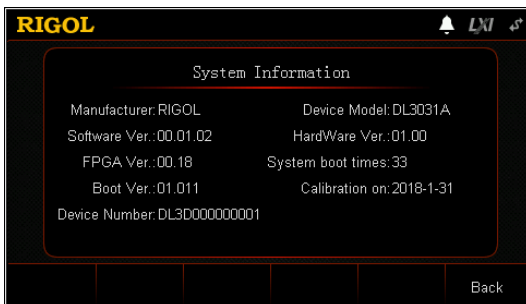 RIGOL LXI
System Information
Manufacturer:RIGOL Device Model:DL3031A
Software Ver.:00.01.02 HardWare Ver.:01.00
FPGA Ver.:00.18 System boot times:33
Boot Ver.:01.011 Calibration on:2018-1-31
Device Number:DL3D000000001
Back